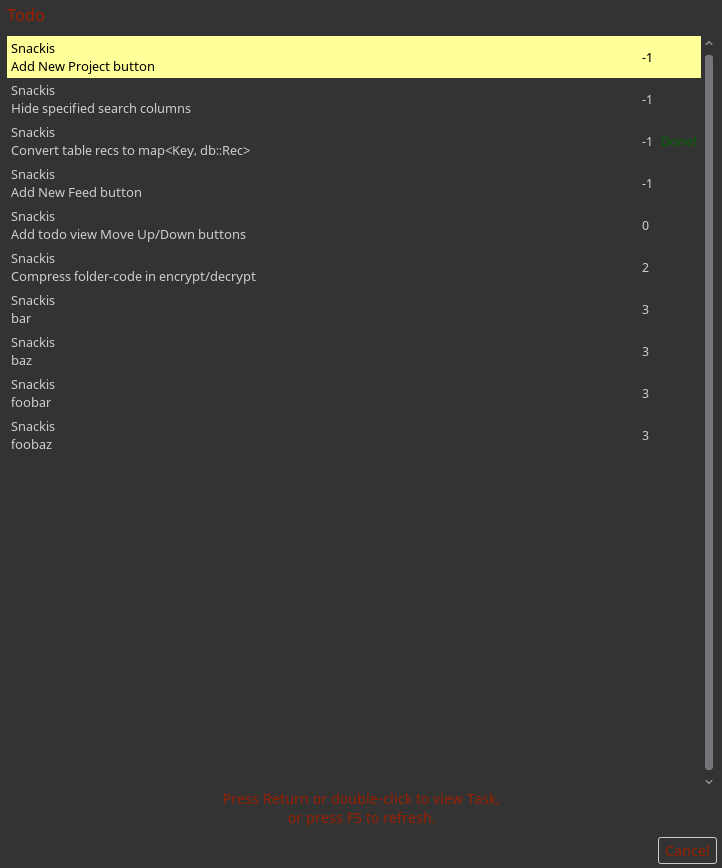 Todo
Snackis
Add New Project button
-1
Snackis
Hide specified search columns
-1
Snackis
Convert table recs to map<Key, db::Rec>
-1 Done!
Snackis
Add New Feed button
-1
Snackis
Add todo view Move Up/Down buttons
0
Snackis
Compress folder-code in encrypt/decrypt
2
Snackis
bar
3
Snackis
baz
3
Snackis
foobar
3
Snackis
foobaz
3
Press Return or double-click to view Task,
or press F5 to refresh.
Cancel